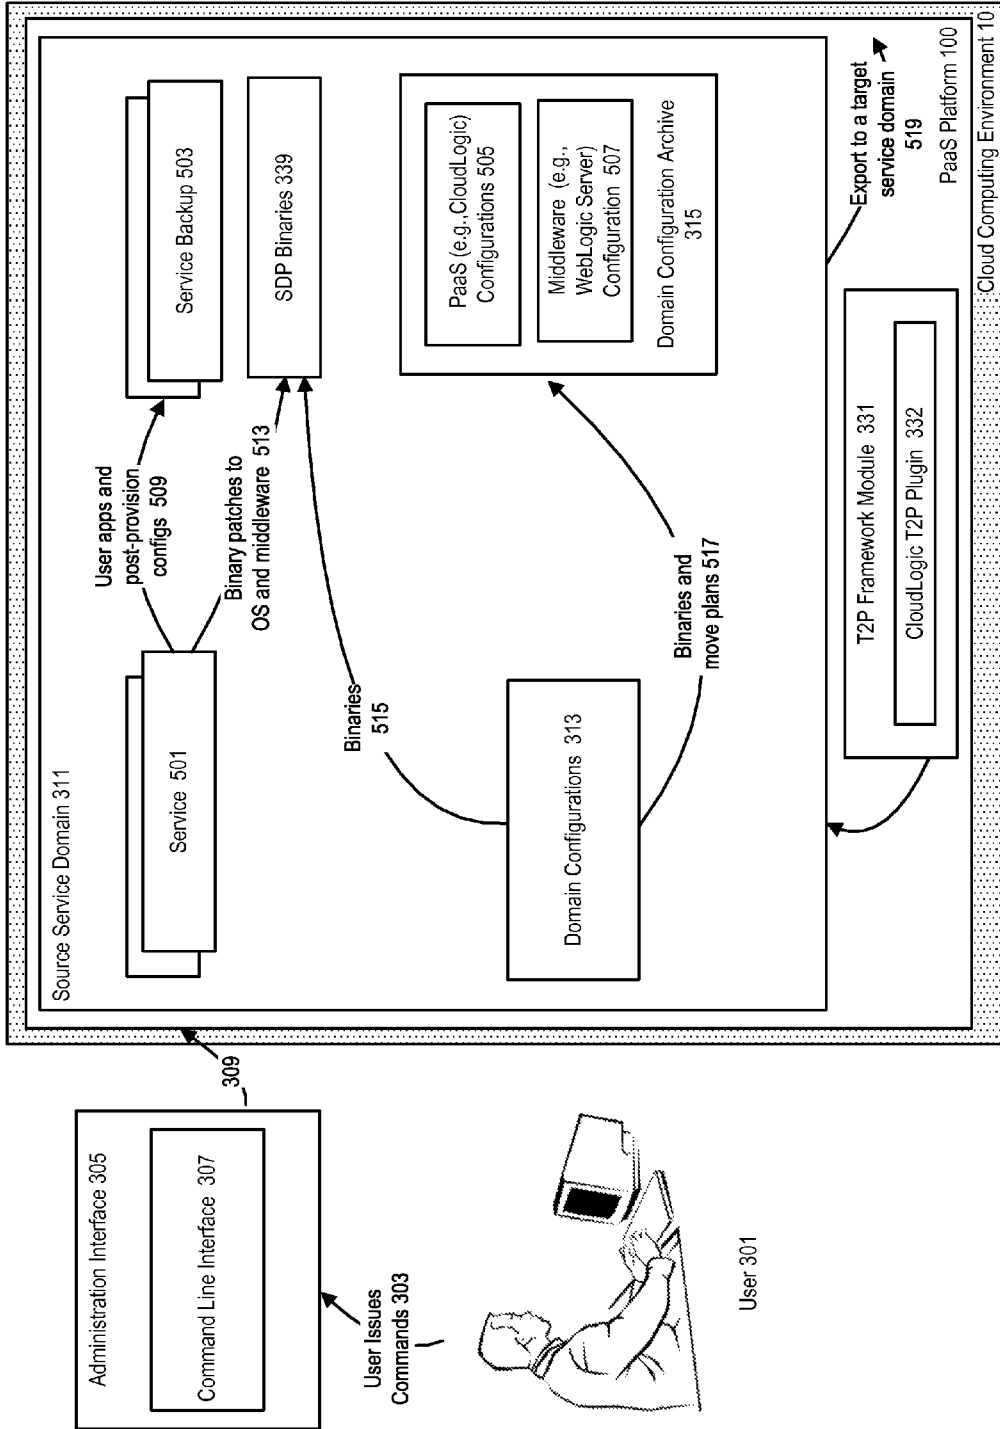 Administration Interface 305
Command Line Interface 307
User Issues
Commands 303
User 301
309
Source Service Domain 311
Service 501
User apps and
post-provision
configs 509
Service Backup 503
Binary patches to
OS and middleware 513
SDP Binaries 339
Binaries
515
Domain Configurations 313
Binaries and
move plans 517
PaaS (e.g.,CloudLogic)
Configurations 505
Middleware (e.g.,
WebLogic Server)
Configuration 507
Domain Configuration Archive
315
T2P Framework Module 331
CloudLogic T2P Plugin 332
Export to a target
service domain
519
PaaS Platform 100
Cloud Computing Environment 10